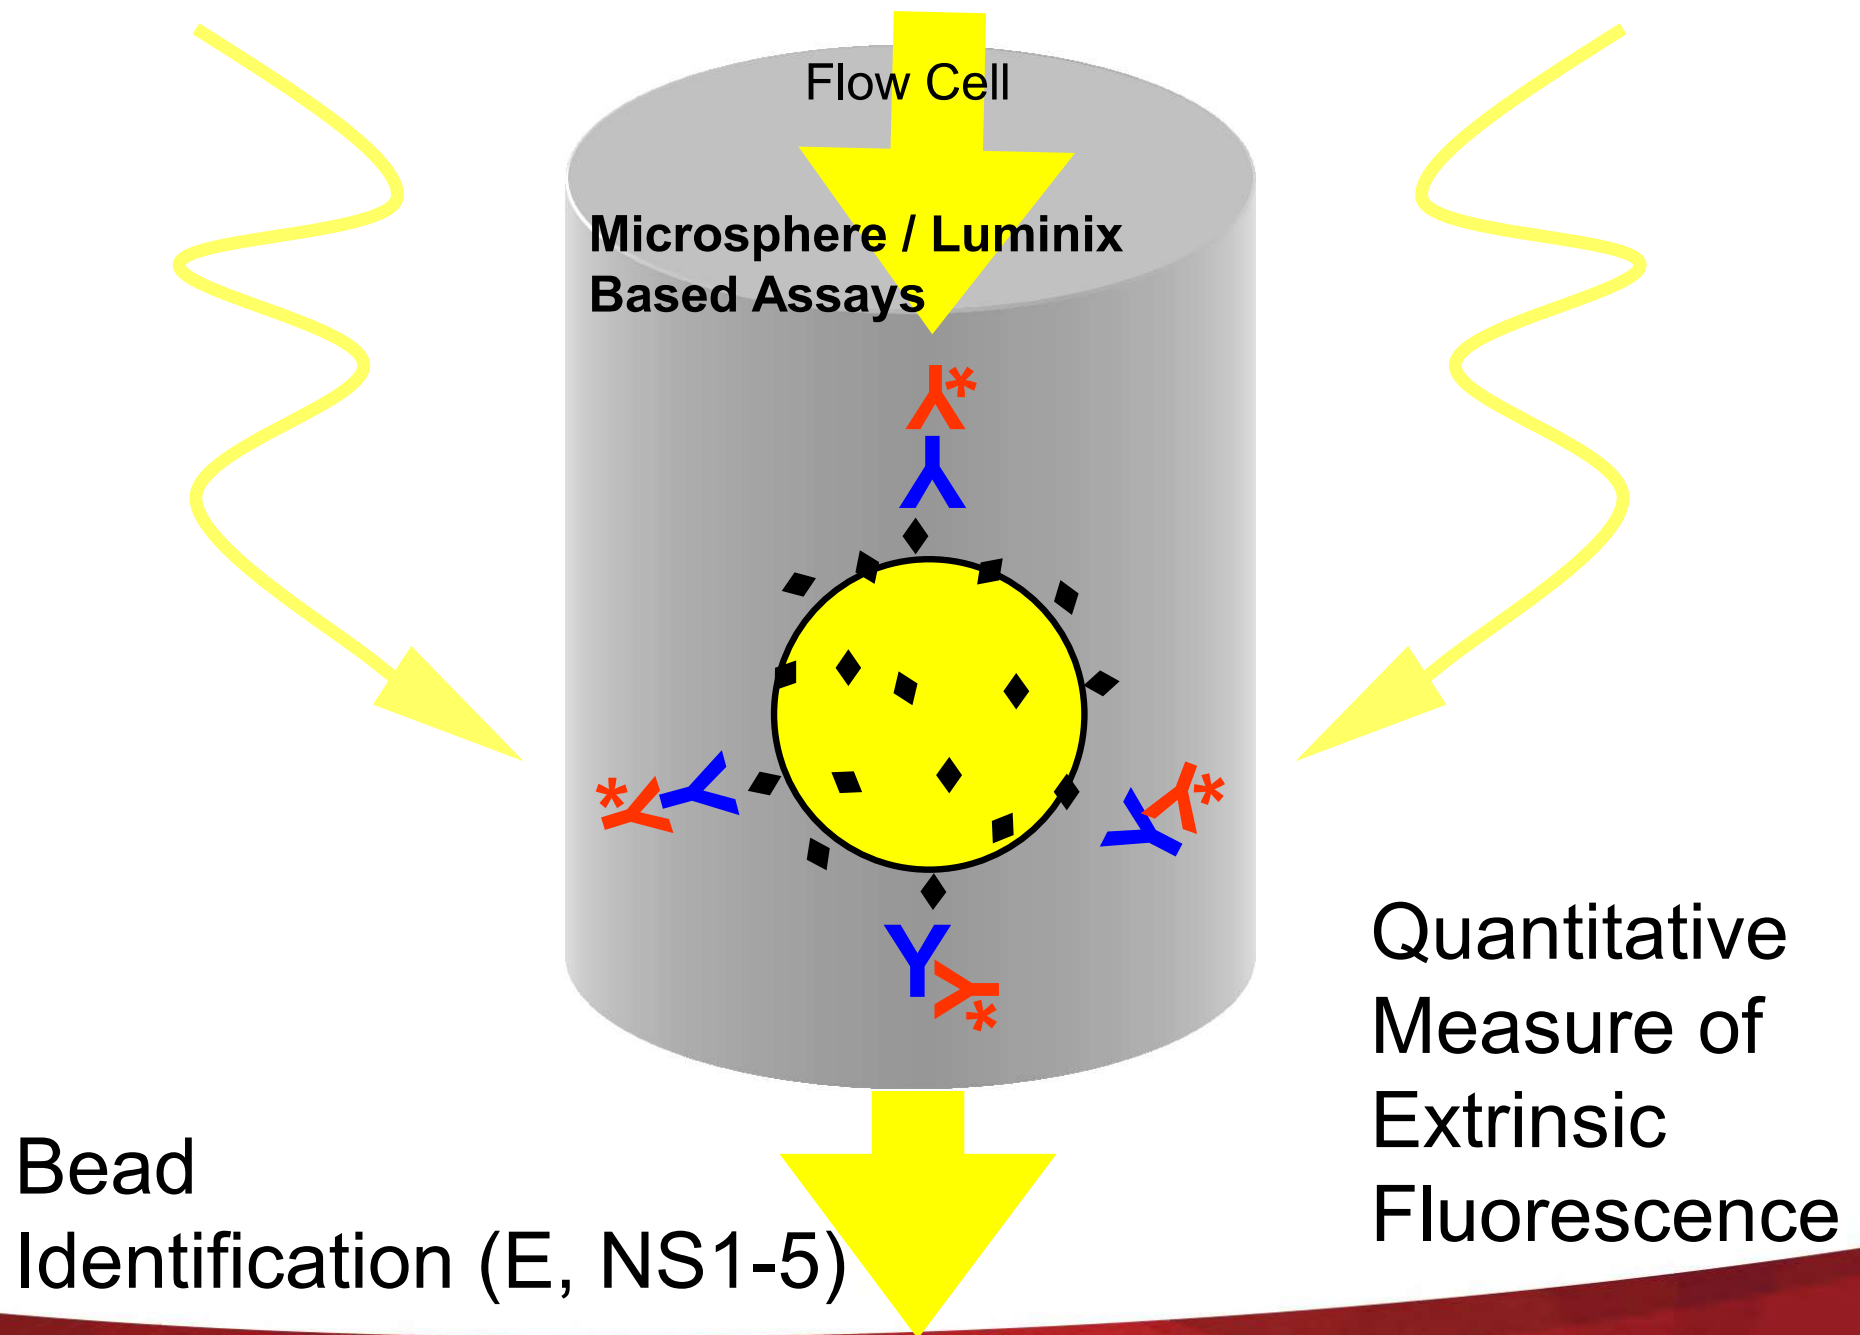 Flow Cell
Microsphere / Luminix
Based Assays
Quantitative
Measure of
Extrinsic
Fluorescence
Bead
Identification (E, NS1-5)